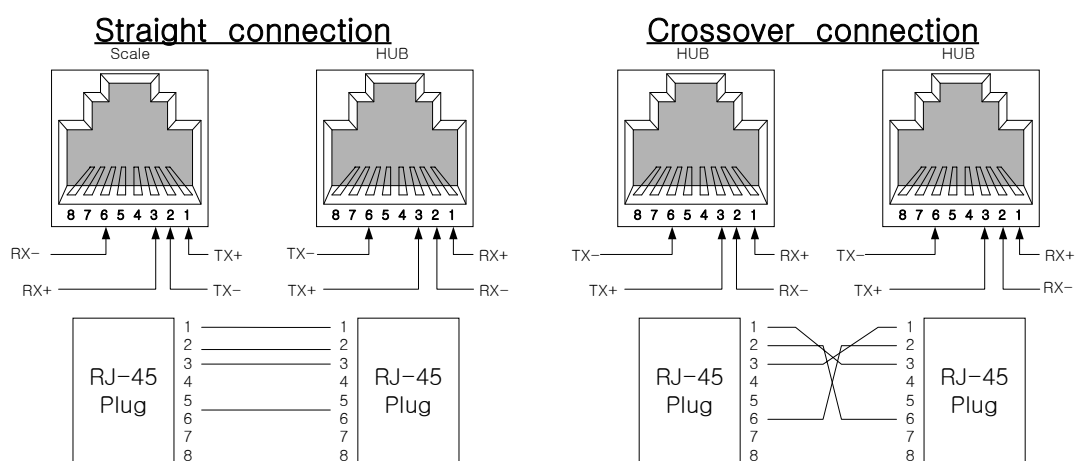 Straight connection
Crossover connection
Scale
HUB
HUB
HUB
8 7 6 5 4 3 2 1
8 7 6 5 4 3 2 1
8 7 6 5 4 3 2 1
8 7 6 5 4 3 2 1
RX-
TX+
TX-
RX+
TX-
RX+
TX-
RX+
RX+
TX-
TX+
RX-
TX+
RX-
TX+
RX-
RJ-45
Plug
1
2
3
4
5
6
7
8
1
2
3
4
5
6
7
8
RJ-45
Plug
RJ-45
Plug
1
2
3
4
5
6
7
8
1
2
3
4
5
6
7
8
RJ-45
Plug